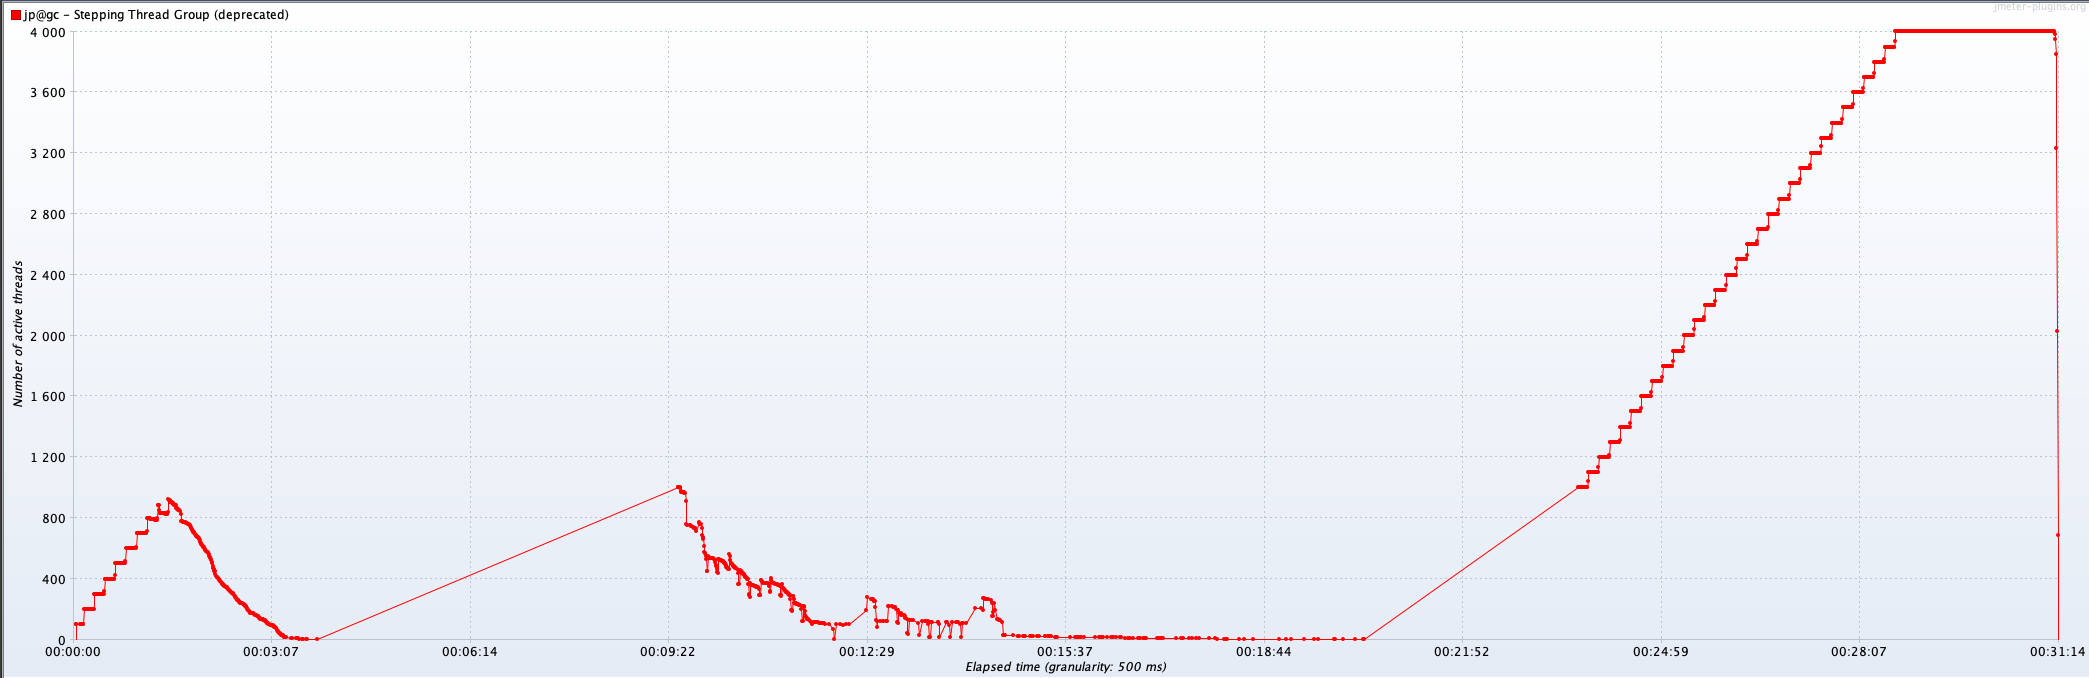 jp@gc - Stepping Thread Group (deprecated)
jmeter-plugins.org
4 000
3 600
3 200
2 800
2 400
2 000
1 600
1 200
800
400
0
Number of active threads
00:00:00 00:03:07 00:06:14 00:09:22 00:12:29 00:15:37 00:18:44 00:21:52 00:24:59 00:28:07 00:31:14
Elapsed time (granularity: 500 ms)